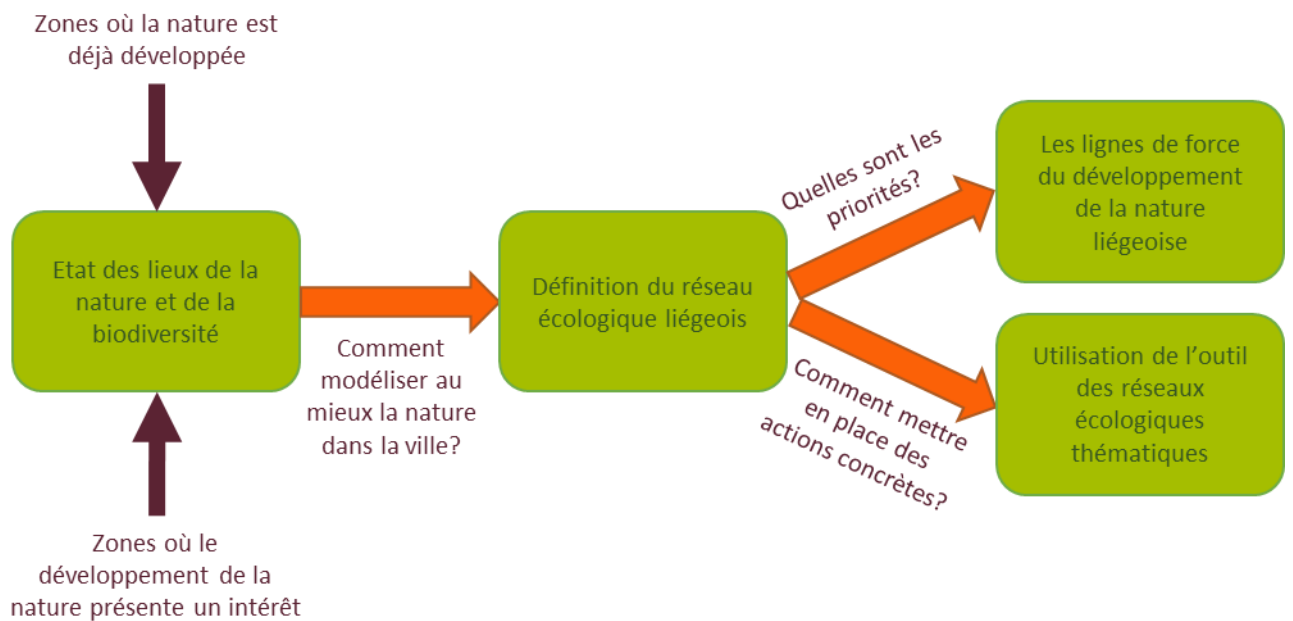 Zones où la nature est
déjà développée
Etat des lieux de la
nature et de la
biodiversité
Zones où le
développement de la
nature présente un intérêt
Comment
modéliser au
mieux la nature
dans la ville?
Définition du réseau
écologique liégeois
Quelles sont les
priorités?
Les lignes de force
du développement
de la nature
liégeoise
Comment mettre
en place des
actions concrètes?
Utilisation de l’outil
des réseaux
écologiques
thématiques